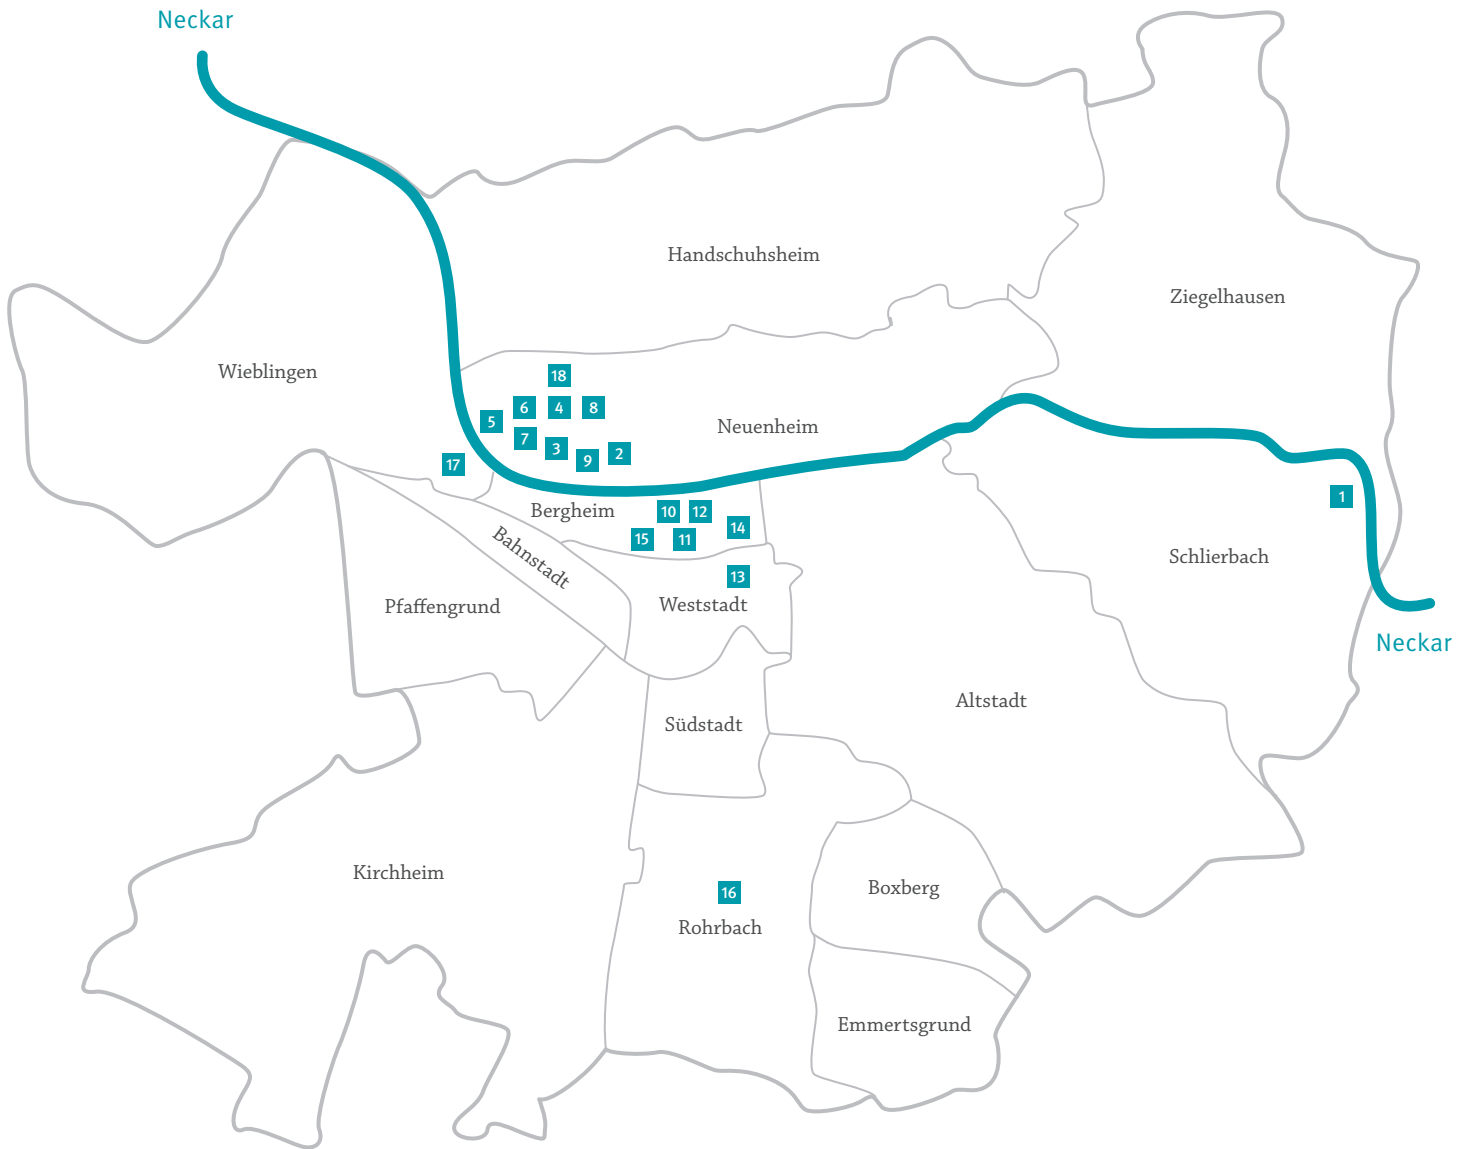 Neckar
Handschuhsheim
Ziegelhausen
Wieblingen
18
6
4
8
5
Neuenheim
7
3
2
9
17
1
Bergheim
10
12
14
15
11
Bahnstadt
Schlierbach
13
Weststadt
Pfaffengrund
Neckar
Altstadt
Südstadt
Kirchheim
Boxberg
16
Rohrbach
Emmertsgrund